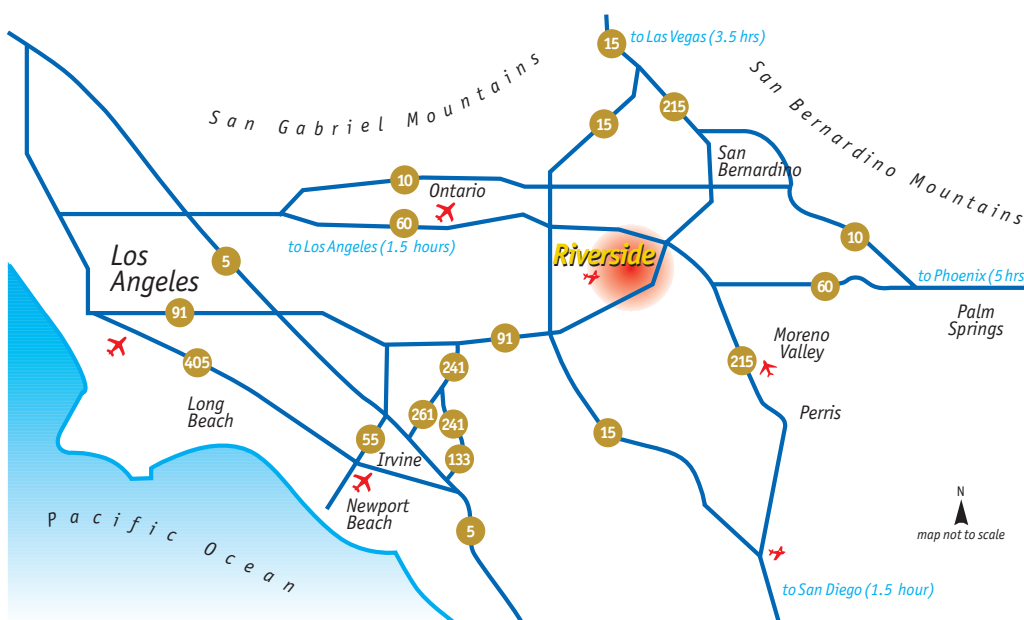 15
to Las Vegas (3.5 hrs)
San Gabriel Mountains
San Bernardino Mountains
215
15
San
Bernardino
10
Ontario
60
to Los Angeles (1.5 hours)
10
Riverside
Los
Angeles
5
to Phoenix (5 hrs
60
Palm
Springs
91
91
Moreno
Valley
405
241
215
Long
Beach
261
241
Perris
15
55
Irvine
133
Newport
Beach
N
map not to scale
Pacific Ocean
5
to San Diego (1.5 hour)